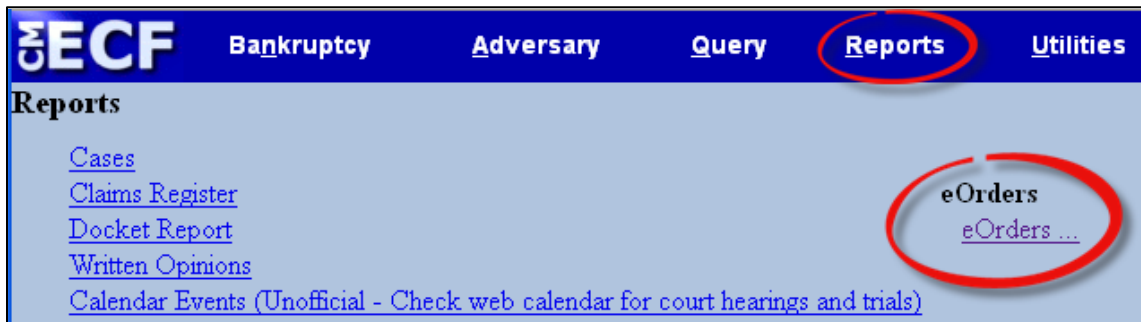 CM ECF Bankruptcy Adversary Query Reports Utilities
Reports
Cases
Claims Register
Docket Report
Written Opinions
Calendar Events (Unofficial - Check web calendar for court hearings and trials)
eOrders
eOrders ...